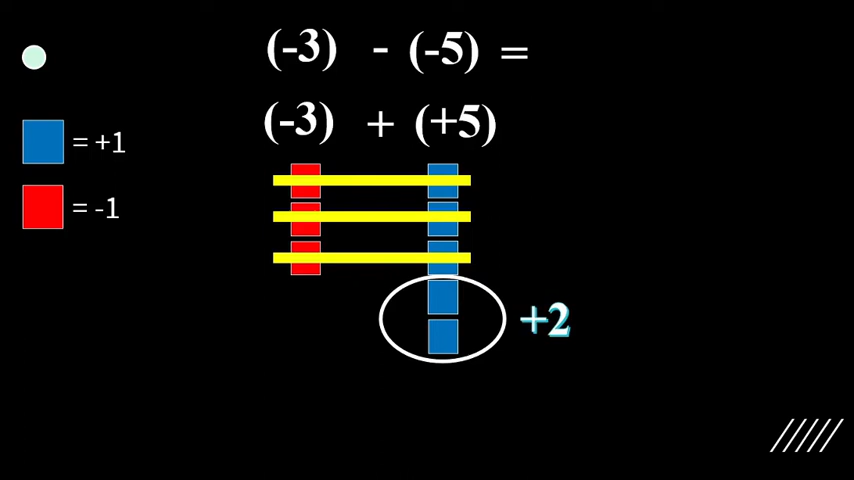 (-3) - (-5) =
(-3) + (+5)
= +1
= -1
+2